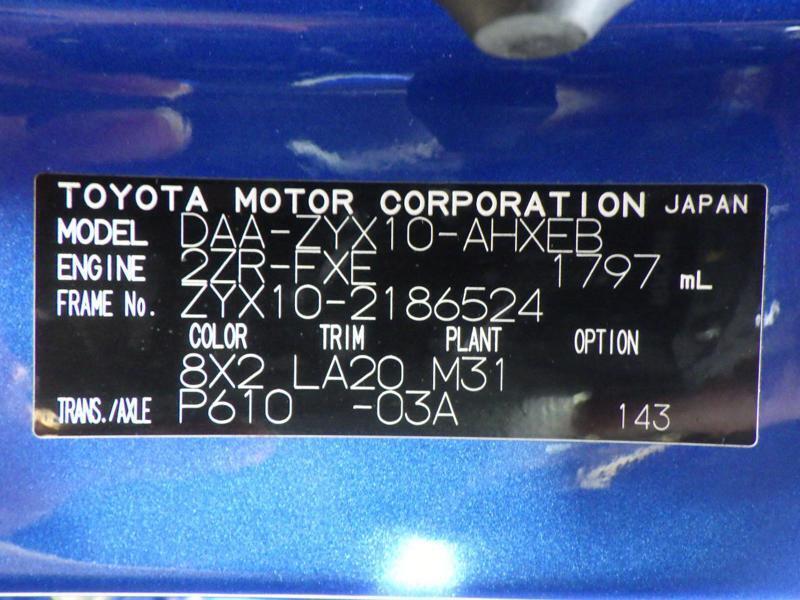 TOYOTA MOTOR CORPORATION JAPAN
MODEL DAA-ZYX10-AHXEB
ENGINE 2ZR-FXE 1797 mL
FRAME No. ZYX10-2186524
COLOR TRIM PLANT OPTION
8X2 LA20 M31
TRANS./AXLE P610 -03A 143